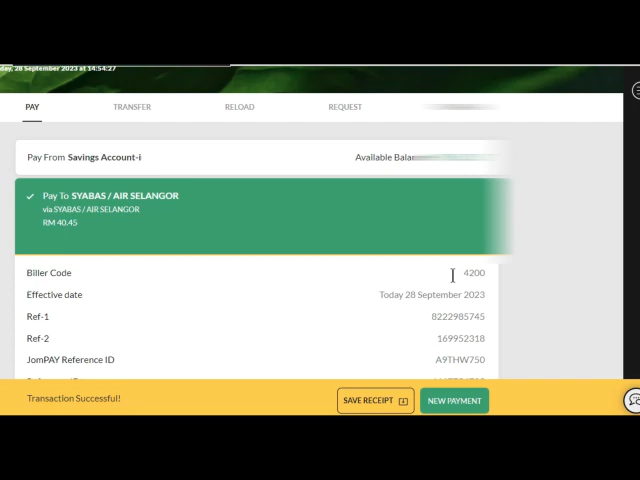 day, 28 September 2023 at 14:54:27
PAY TRANSFER RELOAD REQUEST
Pay From Savings Account-i Available Balan
Pay To SYABAS / AIR SELANGOR
via SYABAS / AIR SELANGOR
RM 40.45
Biller Code 4200
Effective date Today 28 September 2023
Ref-1 8222985745
Ref-2 169952318
JomPAY Reference ID A9THW750
Transaction Successful! SAVE RECEIPT NEW PAYMENT